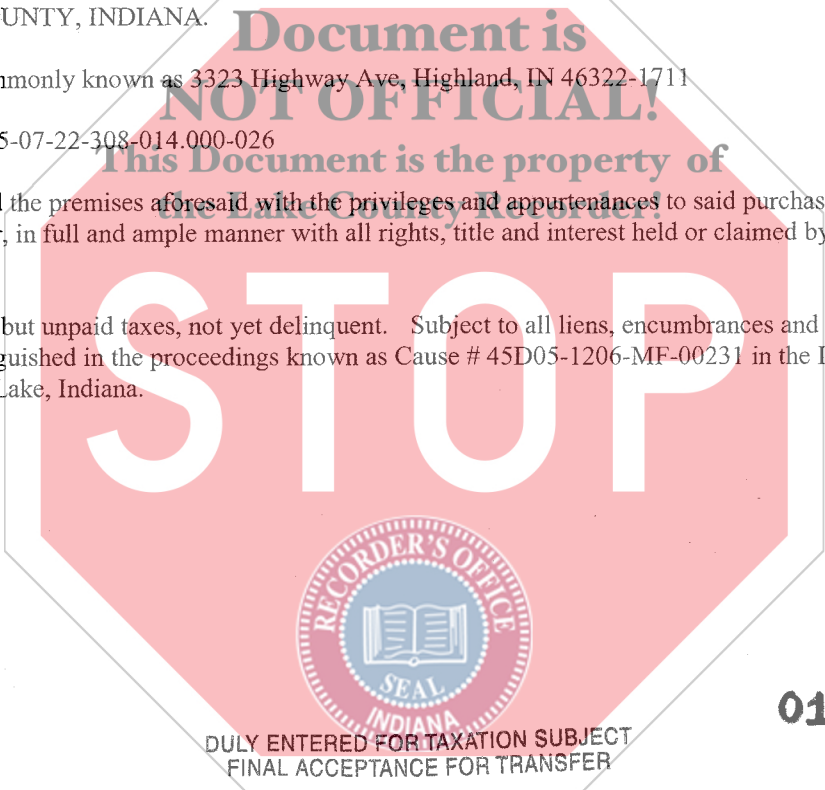 UNTY, INDIANA.
Document is
nmonly known as 3323 Highway Ave, Highland, IN 46322-1711
NOT OFFICIAL!
5-07-22-308-014.000-026
This Document is the property of
the Lake County Recorder!
the premises aforesaid with the privileges and appurtenances to said purchas
, in full and ample manner with all rights, title and interest held or claimed by
STOP
but unpaid taxes, not yet delinquent. Subject to all liens, encumbrances and
guished in the proceedings known as Cause # 45D05-1206-MF-00231 in the
Lake, Indiana.
RECORDER'S OFFICE
SEAL
INDIANA
01
DULY ENTERED FOR TAXATION SUBJECT
FINAL ACCEPTANCE FOR TRANSFER